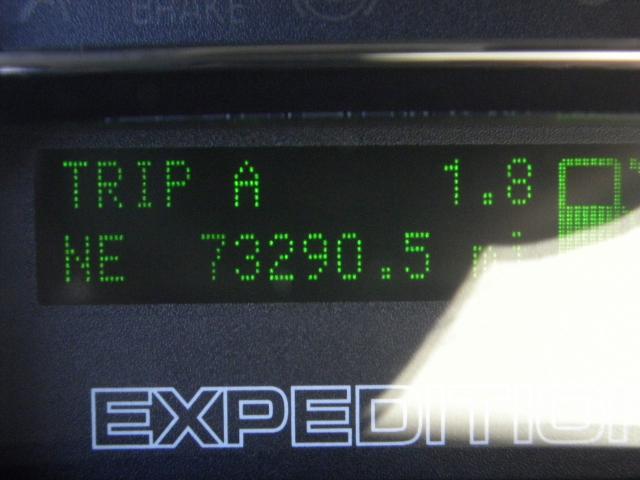 BRAKE
TRIP A 1.8
NE 73290.5 mi
EXPEDITION